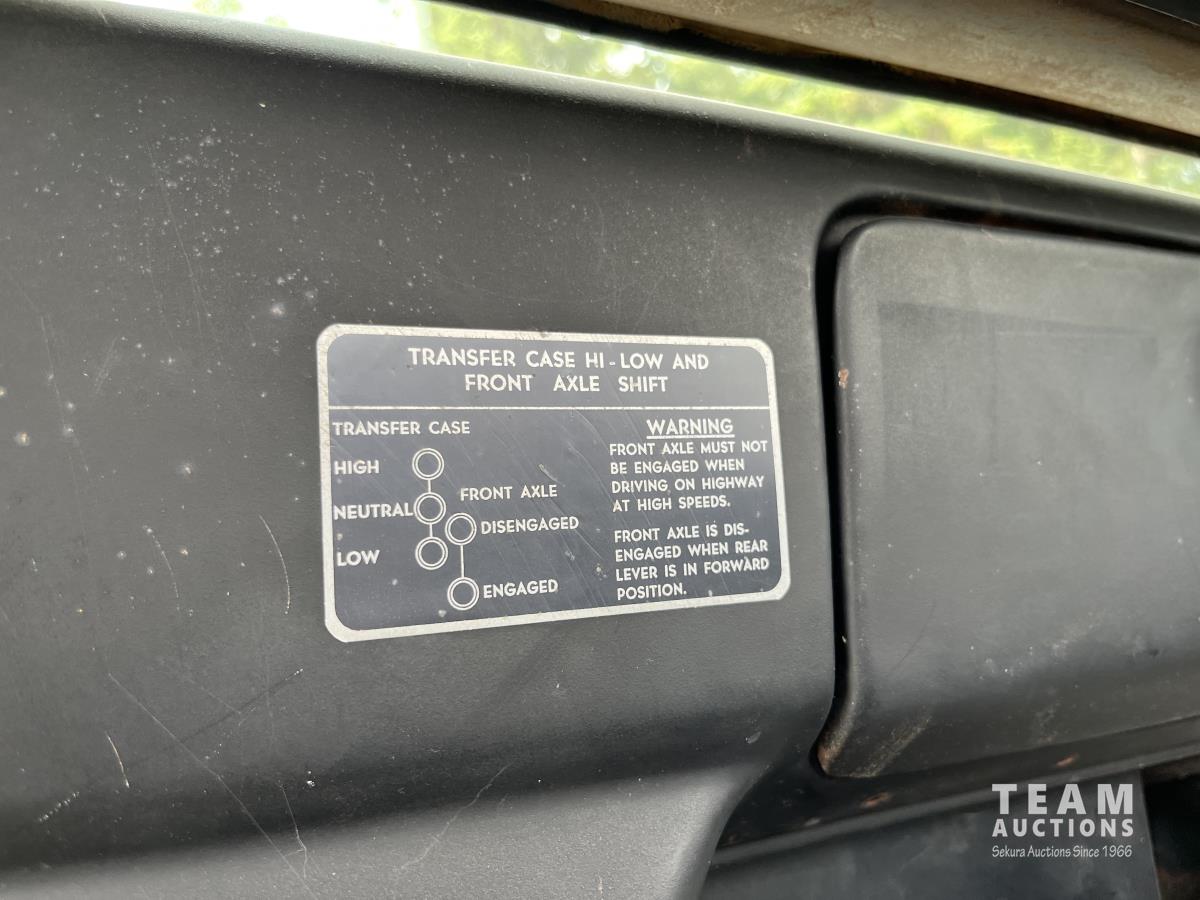 TRANSFER CASE HI-LOW AND
FRONT AXLE SHIFT
TRANSFER CASE
HIGH
NEUTRAL
LOW
FRONT AXLE
DISENGAGED
ENGAGED
WARNING
FRONT AXLE MUST NOT
BE ENGAGED WHEN
DRIVING ON HIGHWAY
AT HIGH SPEEDS.
FRONT AXLE IS DIS-
ENGAGED WHEN REAR
LEVER IS IN FORWARD
POSITION.
TEAM
AUCTIONS
Sekura Auctions Since 1966